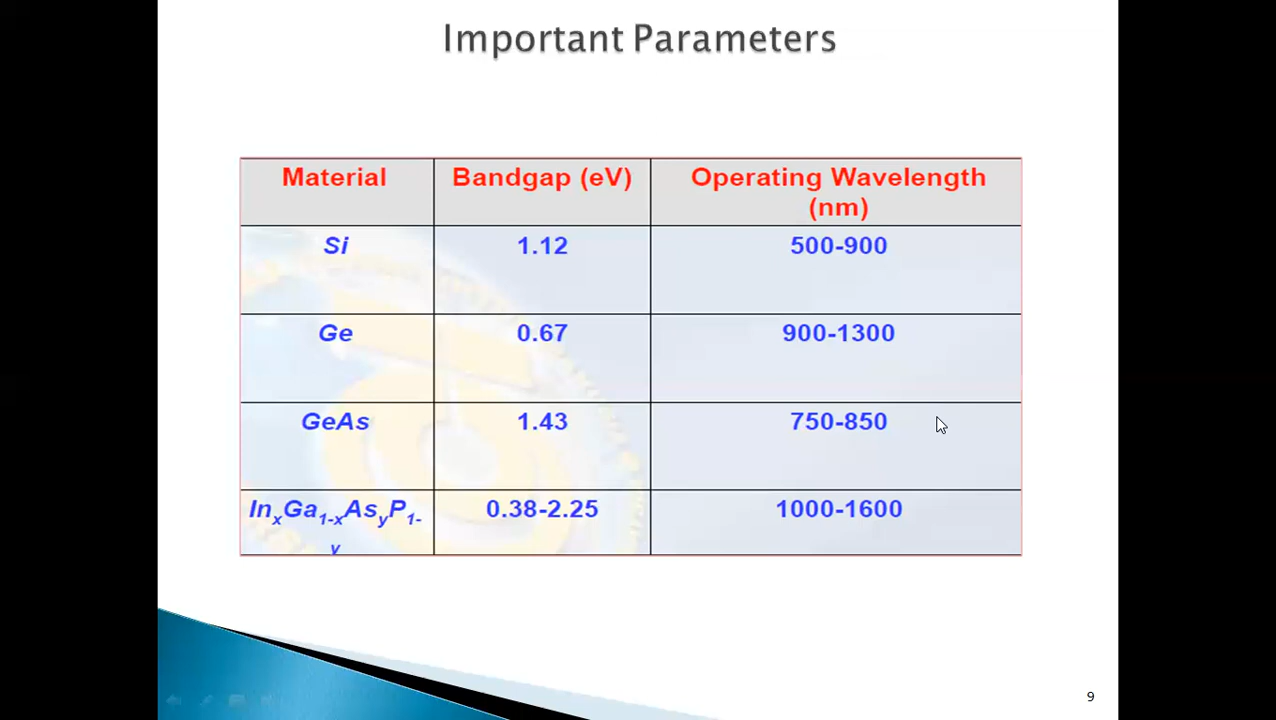 Important Parameters
Material Bandgap (eV) Operating Wavelength
(nm)
Si 1.12 500-900
Ge 0.67 900-1300
GeAs 1.43 750-850
InxGa1-xAsyP1- 0.38-2.25 1000-1600
y
9